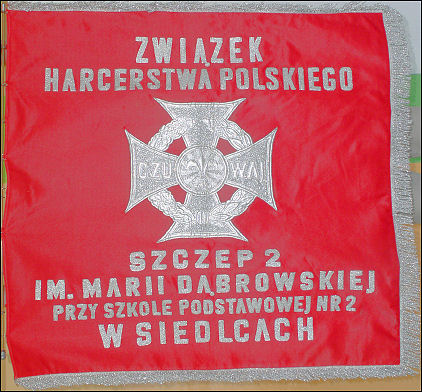 ZWIĄZEK
HARCERSTWA POLSKIEGO
CZUWAJ
SZCZEP 2
IM. MARII DĄBROWSKIEJ
PRZY SZKOLE PODSTAWOWEJ NR 2
W SIEDLCACH